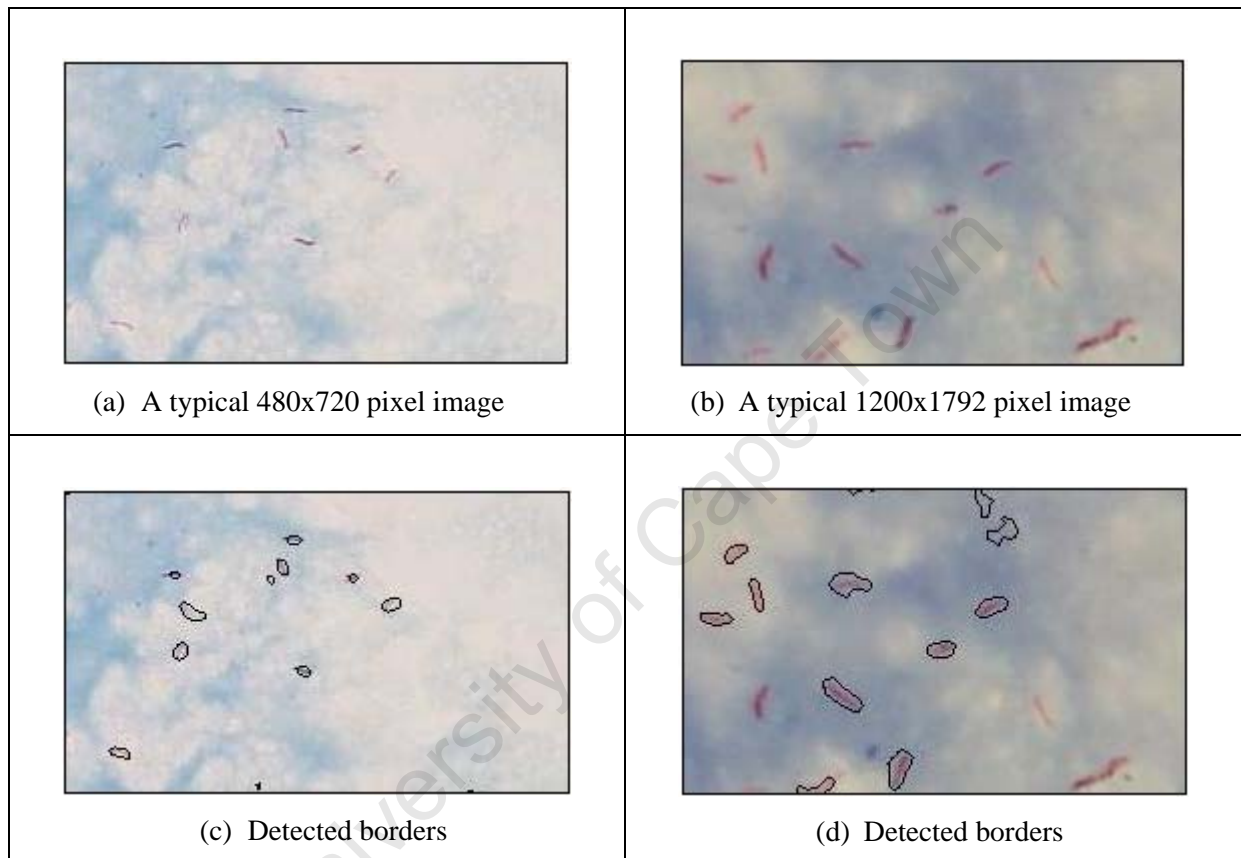 (a) A typical 480x720 pixel image
(b) A typical 1200x1792 pixel image
(c) Detected borders
(d) Detected borders
University of Cape Town